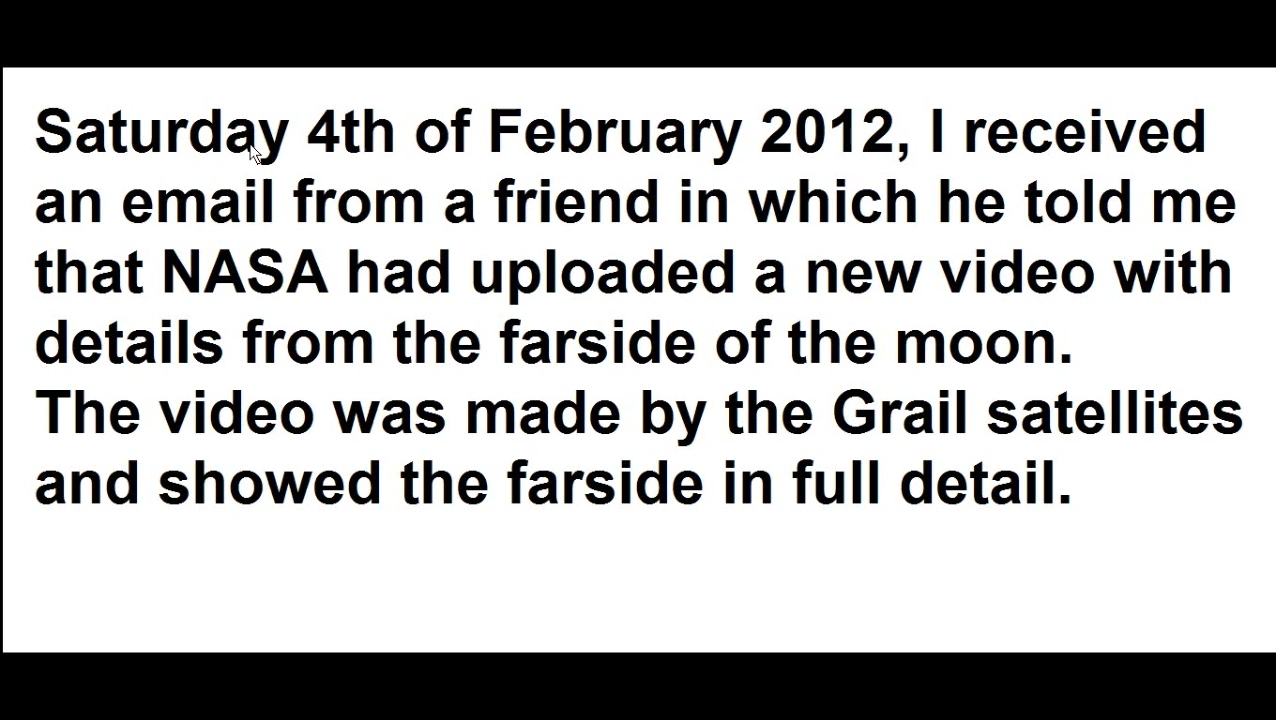 Saturday 4th of February 2012, I received
an email from a friend in which he told me
that NASA had uploaded a new video with
details from the farside of the moon.
The video was made by the Grail satellites
and showed the farside in full detail.